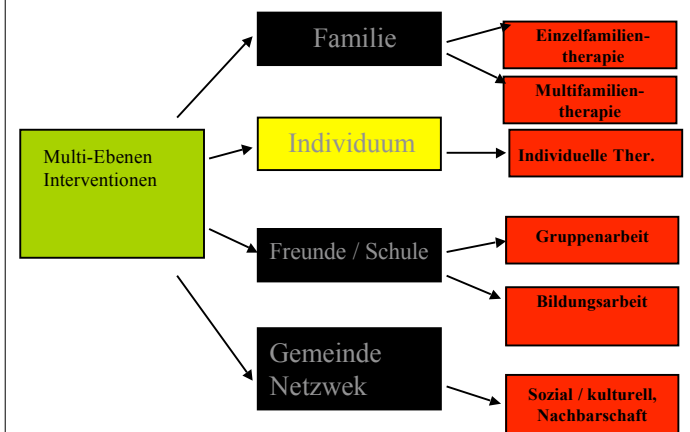 Familie
Einzelfamilien-
therapie
Multifamilien-
therapie
Multi-Ebenen
Interventionen
Individuum
Individuelle Ther.
Freunde / Schule
Gruppenarbeit
Bildungsarbeit
Gemeinde
Netzwek
Sozial / kulturell,
Nachbarschaft